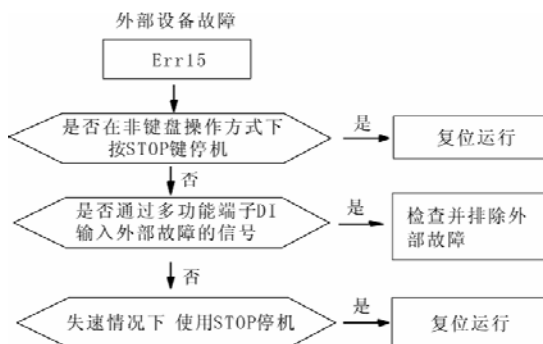 外部设备故障
Err15
是否在非键盘操作方式下
按STOP键停机
是
复位运行
否
是否通过多功能端子DI
输入外部故障的信号
是
检查并排除外
部故障
否
失速情况下 使用STOP停机
是
复位运行